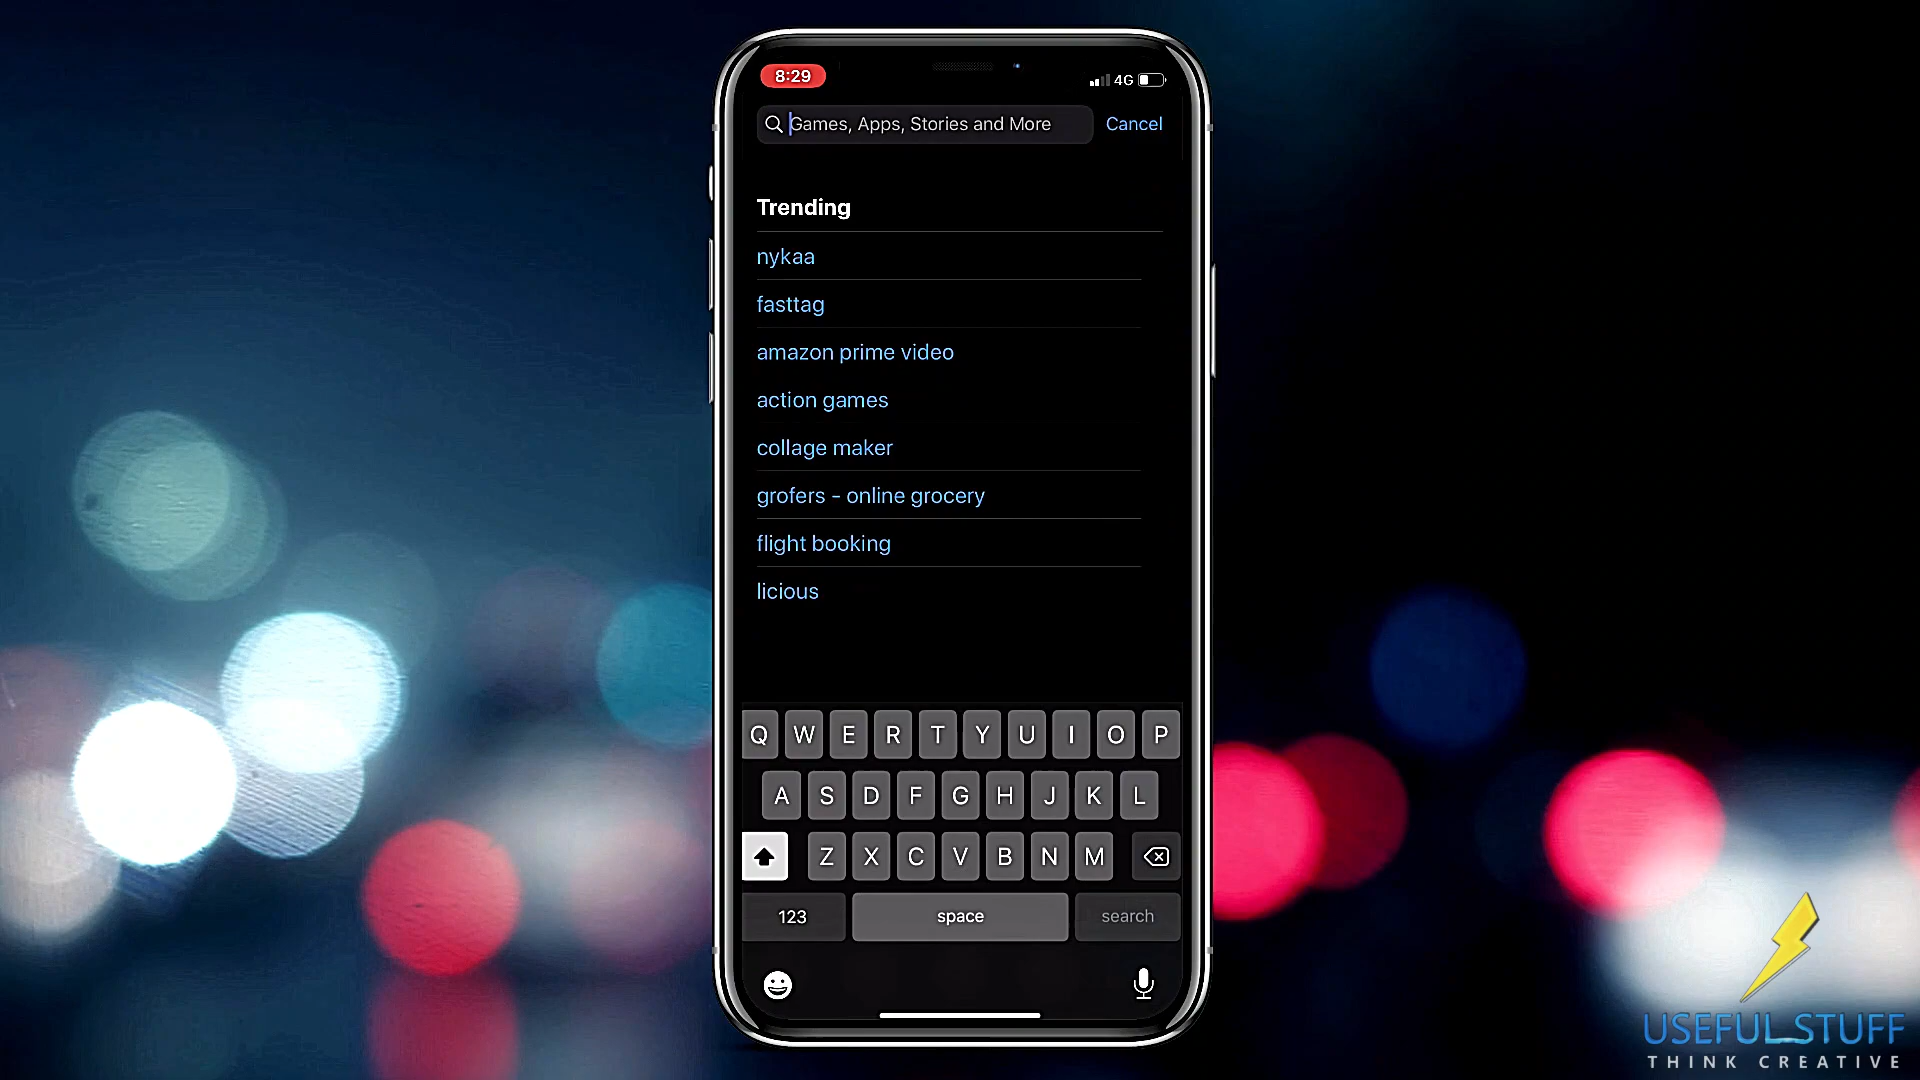 8:29
4G
Games, Apps, Stories and More
Cancel
Trending
nykaa
fasttag
amazon prime video
action games
collage maker
grofers - online grocery
flight booking
licious
Q W E R T Y U I O P
A S D F G H J K L
Z X C V B N M
123
space
search
USEFUL STUFF
THINK CREATIVE